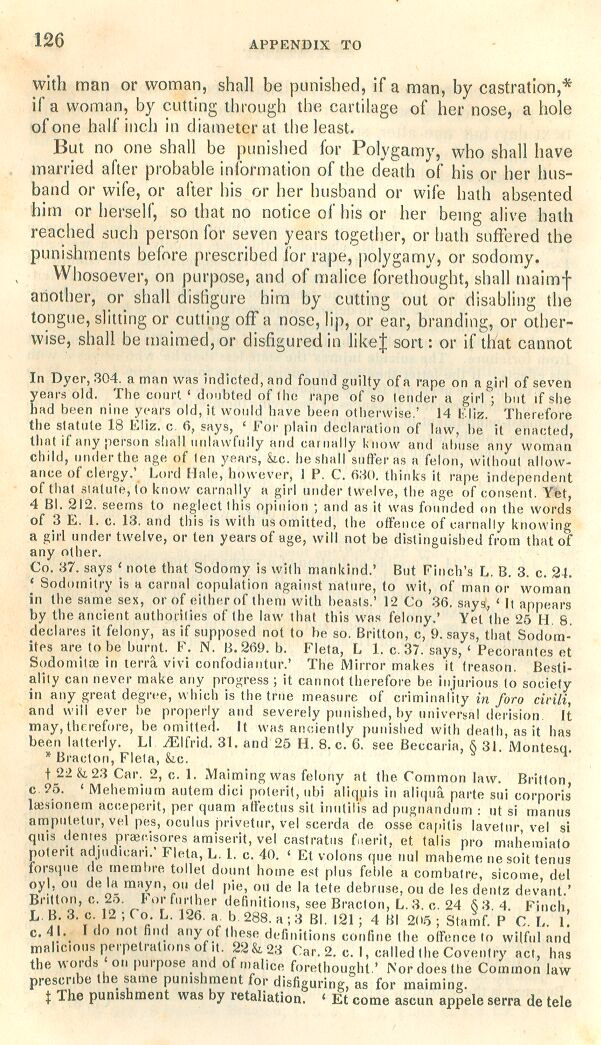 126
APPENDIX TO
with man or woman, shall be punished, if a man, by castration,*
if a woman, by cutting through the cartilage of her nose, a hole
of one half inch in diameter at the least.
But no one shall be punished for Polygamy, who shall have
married after probable information of the death of his or her hus-
band or wife, or after his or her husband or wife hath absented
him or herself, so that no notice of his or her being alive hath
reached such person for seven years together, or hath suffered the
punishments before prescribed for rape, polygamy, or sodomy.
Whosoever, on purpose, and of malice forethought, shall maim†
another, or shall disfigure him by cutting out or disabling the
tongue, slitting or cutting off a nose, lip, or ear, branding, or other-
wise, shall be maimed, or disfigured in like‡ sort: or if that cannot
In Dyer, 304. a man was indicted, and found guilty of a rape on a girl of seven
years old. The court ' doubted of the rape of so tender a girl ; but if she
had been nine years old, it would have been otherwise.' 14 Eliz. Therefore
the statute 18 Eliz. c. 6, says, ' For plain declaration of law, be it enacted,
that if any person shall unlawfully and carnally know and abuse any woman
child, under the age of ten years, &c. he shall suffer as a felon, without allow-
ance of clergy.' Lord Hale, however, 1 P. C. 630. thinks it rape independent
of that statute, to know carnally a girl under twelve, the age of consent. Yet,
4 Bl. 212. seems to neglect this opinion ; and as it was founded on the words
of 3 E. 1. c. 13. and this is with us omitted, the offence of carnally knowing
a girl under twelve, or ten years of age, will not be distinguished from that of
any other.
Co. 37. says ' note that Sodomy is with mankind.' But Finch's L. B. 3. c. 24.
' Sodomitry is a carnal copulation against nature, to wit, of man or woman
in the same sex, or of either of them with beasts.' 12 Co 36. says, ' It appears
by the ancient authorities of the law that this was felony.' Yet the 25 H. 8.
declares it felony, as if supposed not to be so. Britton, c, 9. says, that Sodom-
ites are to be burnt. F. N. B. 269. b. Fleta, L 1. c. 37. says, ' Pecorantes et
Sodomitæ in terrâ vivi confodiantur.' The Mirror makes it treason. Besti-
ality can never make any progress ; it cannot therefore be injurious to society
in any great degree, which is the true measure of criminality in foro civili,
and will ever be properly and severely punished, by universal derision. It
may, therefore, be omitted. It was anciently punished with death, as it has
been latterly. Ll Ælfrid. 31. and 25 H. 8. c. 6. see Beccaria, § 31. Montesq.
* Bracton, Fleta, &c.
† 22 & 23 Car. 2, c. 1. Maiming was felony at the Common law. Britton,
c. 25. ' Mehemium autem dici poterit, ubi aliquis in aliquâ parte sui corporis
læsionem acceperit, per quam affectus sit inutilis ad pugnandum : ut si manus
amputetur, vel pes, oculus privetur, vel scerda de osse capitis lavetur, vel si
quis dentes præcisores amiserit, vel castratus fuerit, et talis pro mahemiato
poterit adjudicari.' Fleta, L. 1. c. 40. ' Et volons que nul maheme ne soit tenus
forsque de membre tollet dount home est plus feble a combatre, sicome, del
oyl, ou de la mayn, ou del pie, ou de la tete debruse, ou de les dentz devant.'
Britton, c. 25. For further definitions, see Bracton, L. 3. c. 24 § 3. 4. Finch,
L. B. 3. c. 12 ; Co. L. 126. a. b. 288. a ; 3 Bl. 121 ; 4 Bl 205 ; Stamf. P C. L. 1.
c. 41. I do not find any of these definitions confine the offence to wilful and
malicious perpetrations of it. 22 & 23 Car. 2. c. 1, called the Coventry act, has
the words ' on purpose and of malice forethought.' Nor does the Common law
prescribe the same punishment for disfiguring, as for maiming.
‡ The punishment was by retaliation. ' Et come ascun appele serra de tele